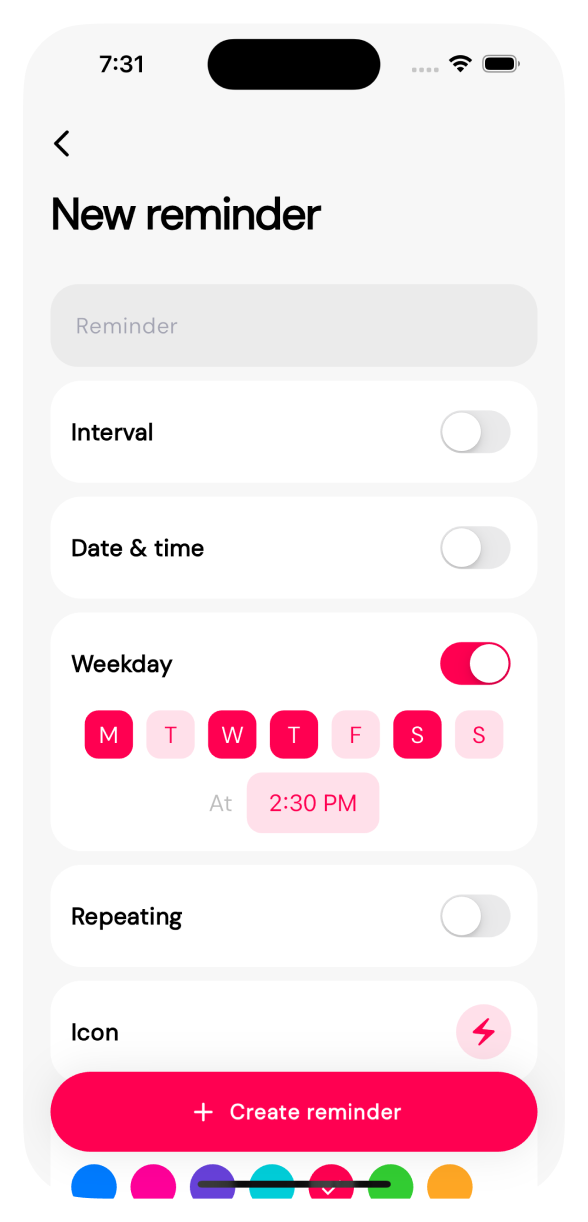 7:31
New reminder
Reminder
Interval
Date & time
Weekday
M T W T F S S
At 2:30 PM
Repeating
Icon
+ Create reminder